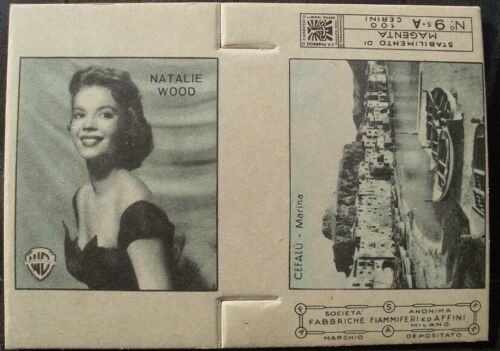 NATALIE
WOOD
WB
STABILIMENTO DI
MAGENTA
100
CERINI
N.° 9-S-A
CEFALÙ - Marina
SOCIETA' ANONIMA
FABBRICHE FIAMMIFERI ED AFFINI
MILANO
MARCHIO DEPOSITATO
F S A F